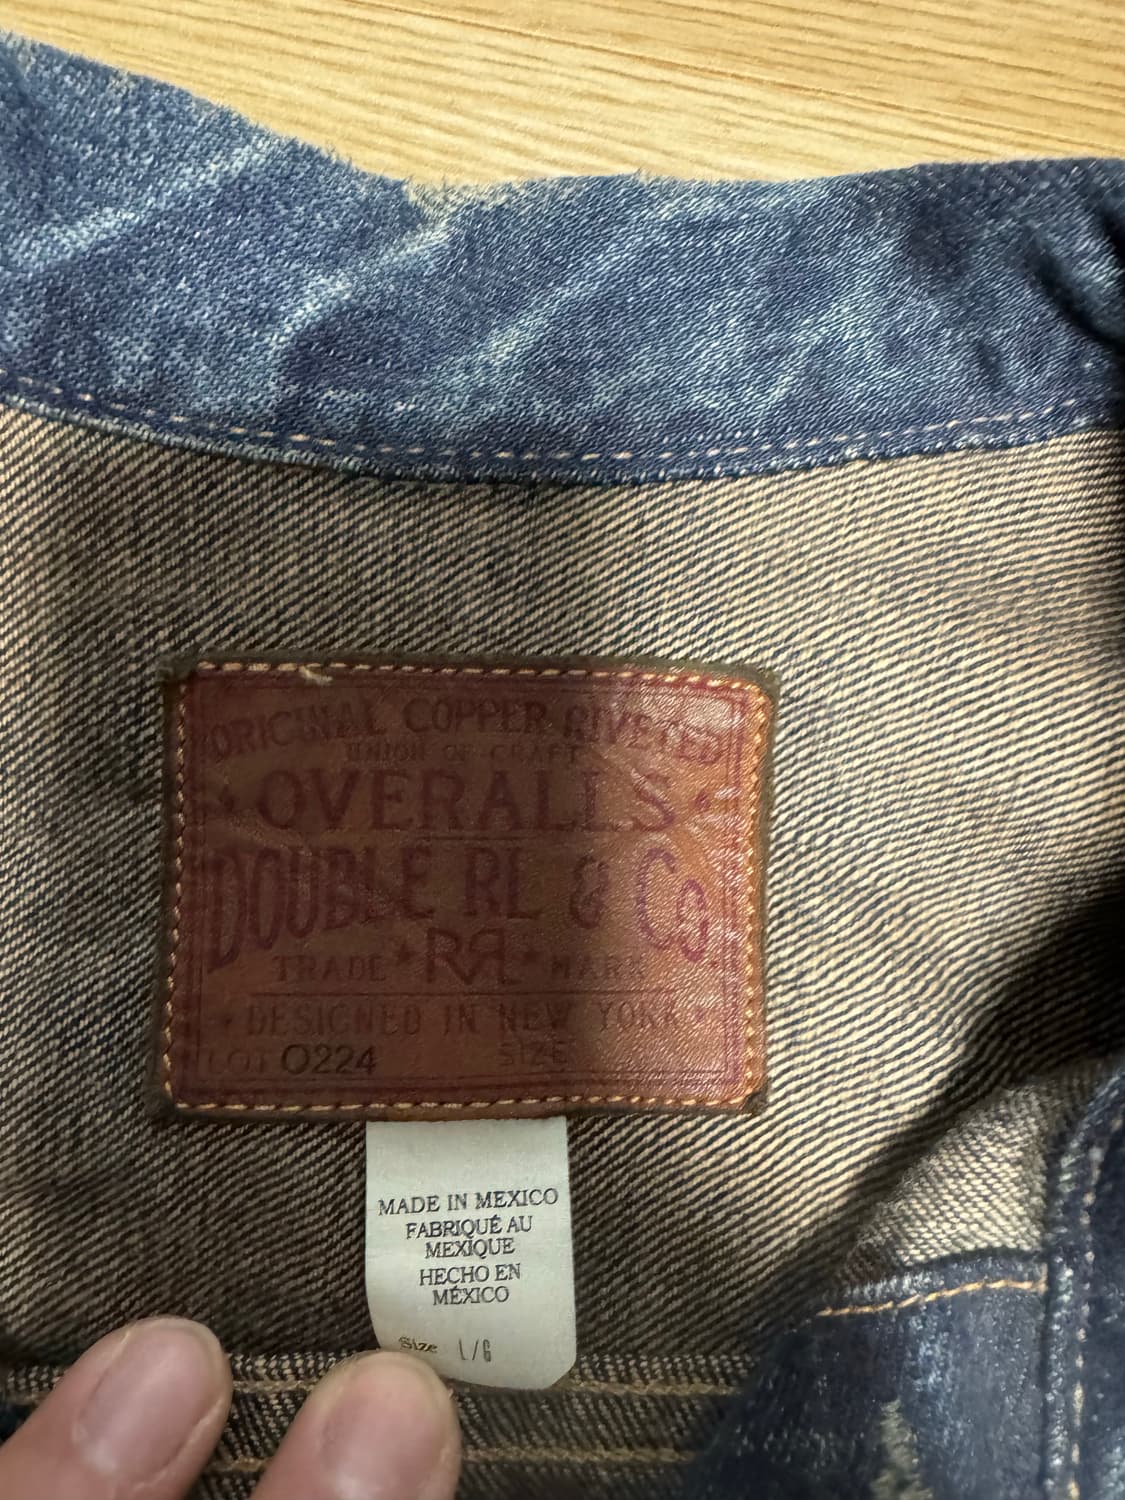 ORIGINAL COPPER RIVETED
UNION OF CRAFT
OVERALLS
DOUBLE RL & Co.
TRADE RRL MARK
DESIGNED IN NEW YORK
LOT 0224 SIZE
MADE IN MEXICO
FABRIQUÉ AU
MEXIQUE
HECHO EN
MÉXICO
Size L/G